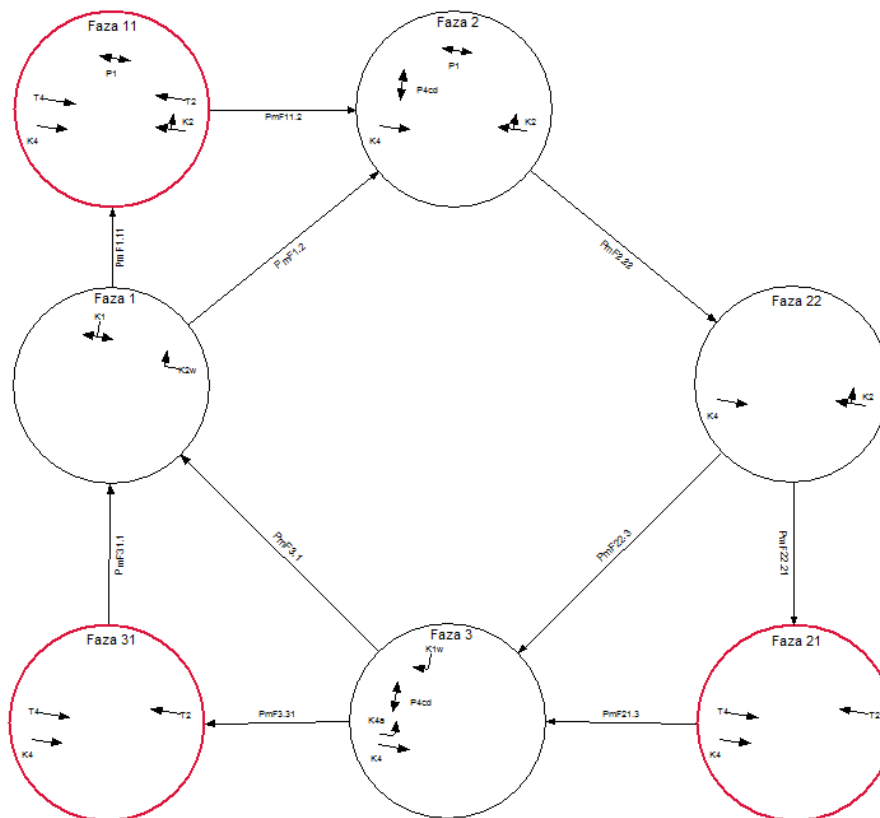 Faza 11
P1
T4
T2
K4
K2
PmF11.2
Faza 2
P1
P4cd
K4
K2
PmF1.11
PmF1.2
PmF2.22
Faza 1
K1
K2w
Faza 22
K4
K2
PmF31.1
PmF3.1
PmF22.3
PmF22.21
Faza 31
T4
T2
K4
PmF3.31
Faza 3
K1w
P4cd
K4a
K4
PmF21.3
Faza 21
T4
T2
K4